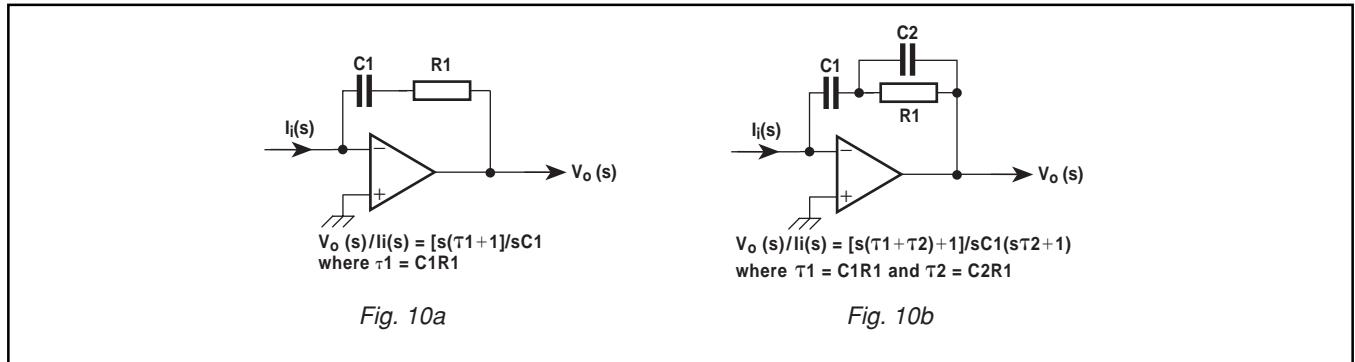 C1
R1
Iᵢ(s)
−
+
Vₒ (s)
Vₒ (s)/Ii(s) = [s(τ1+1]/sC1
where τ1 = C1R1
Fig. 10a
C2
C1
R1
Iᵢ(s)
−
+
Vₒ (s)
Vₒ (s)/Ii(s) = [s(τ1+τ2)+1]/sC1(sτ2+1)
where τ1 = C1R1 and τ2 = C2R1
Fig. 10b